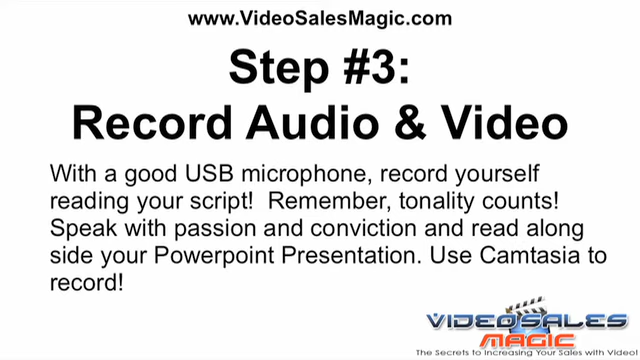 www.VideoSalesMagic.com
Step #3:
Record Audio & Video
With a good USB microphone, record yourself
reading your script!  Remember, tonality counts!
Speak with passion and conviction and read along
side your Powerpoint Presentation. Use Camtasia to
record!
VIDEOSALES
MAGIC
The Secrets to Increasing Your Sales with Video!